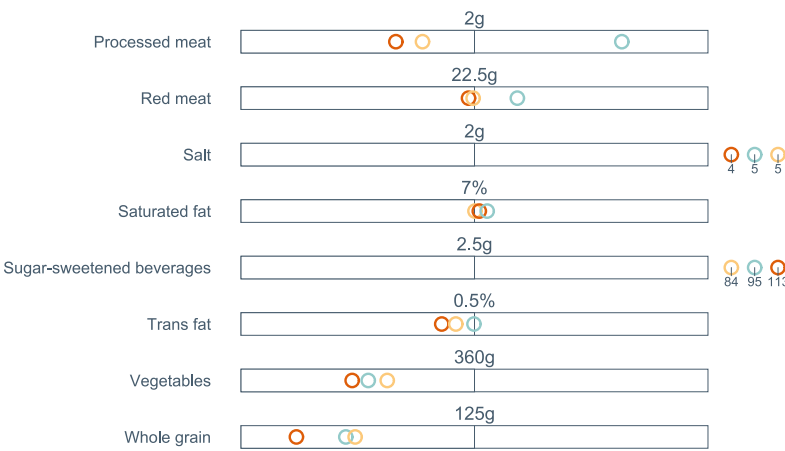 2g
Processed meat
22.5g
Red meat
2g
Salt
4 5 5
7%
Saturated fat
2.5g
Sugar-sweetened beverages
84 95 113
0.5%
Trans fat
360g
Vegetables
125g
Whole grain